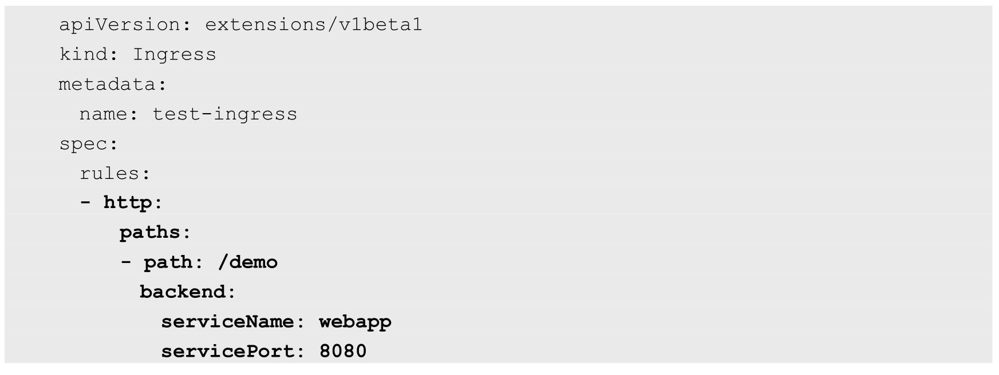 apiVersion: extensions/v1beta1
kind: Ingress
metadata:
  name: test-ingress
spec:
  rules:
  - http:
      paths:
      - path: /demo
        backend:
          serviceName: webapp
          servicePort: 8080